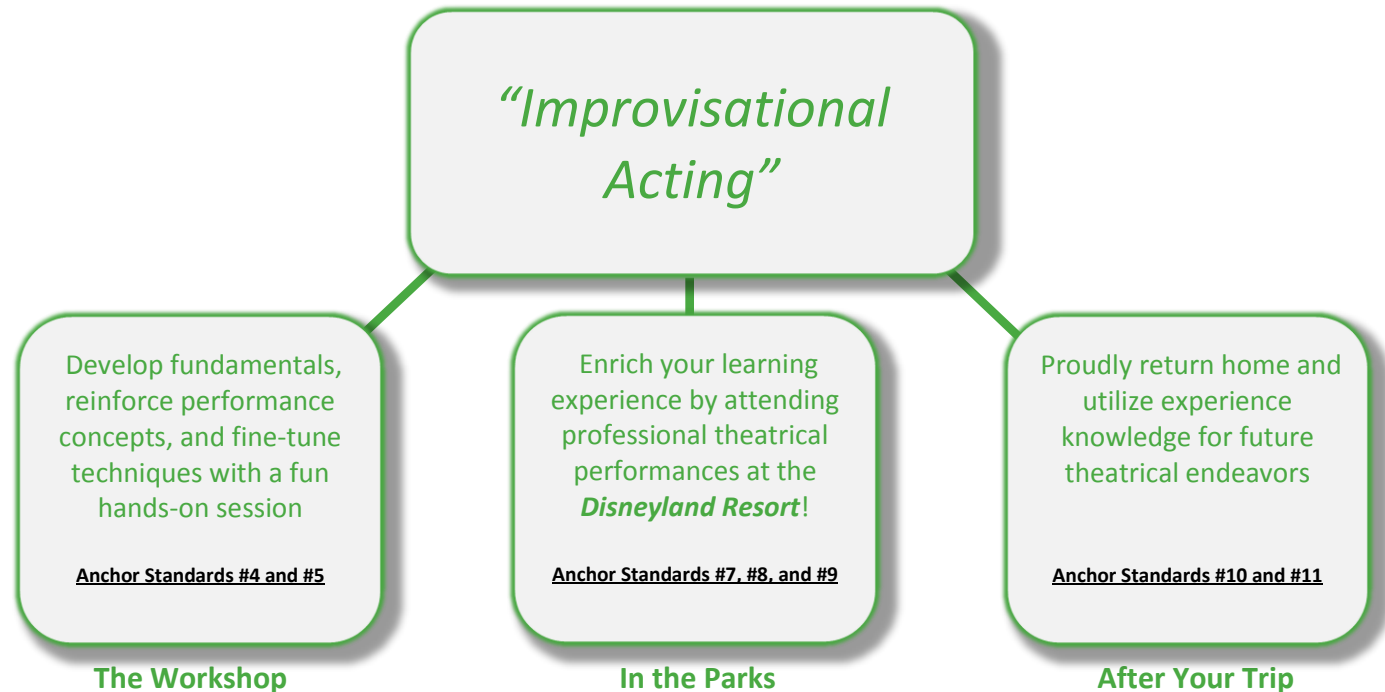 “Improvisational
Acting”
Develop fundamentals,
reinforce performance
concepts, and fine-tune
techniques with a fun
hands-on session
Anchor Standards #4 and #5
The Workshop
Enrich your learning
experience by attending
professional theatrical
performances at the
Disneyland Resort!
Anchor Standards #7, #8, and #9
In the Parks
Proudly return home and
utilize experience
knowledge for future
theatrical endeavors
Anchor Standards #10 and #11
After Your Trip